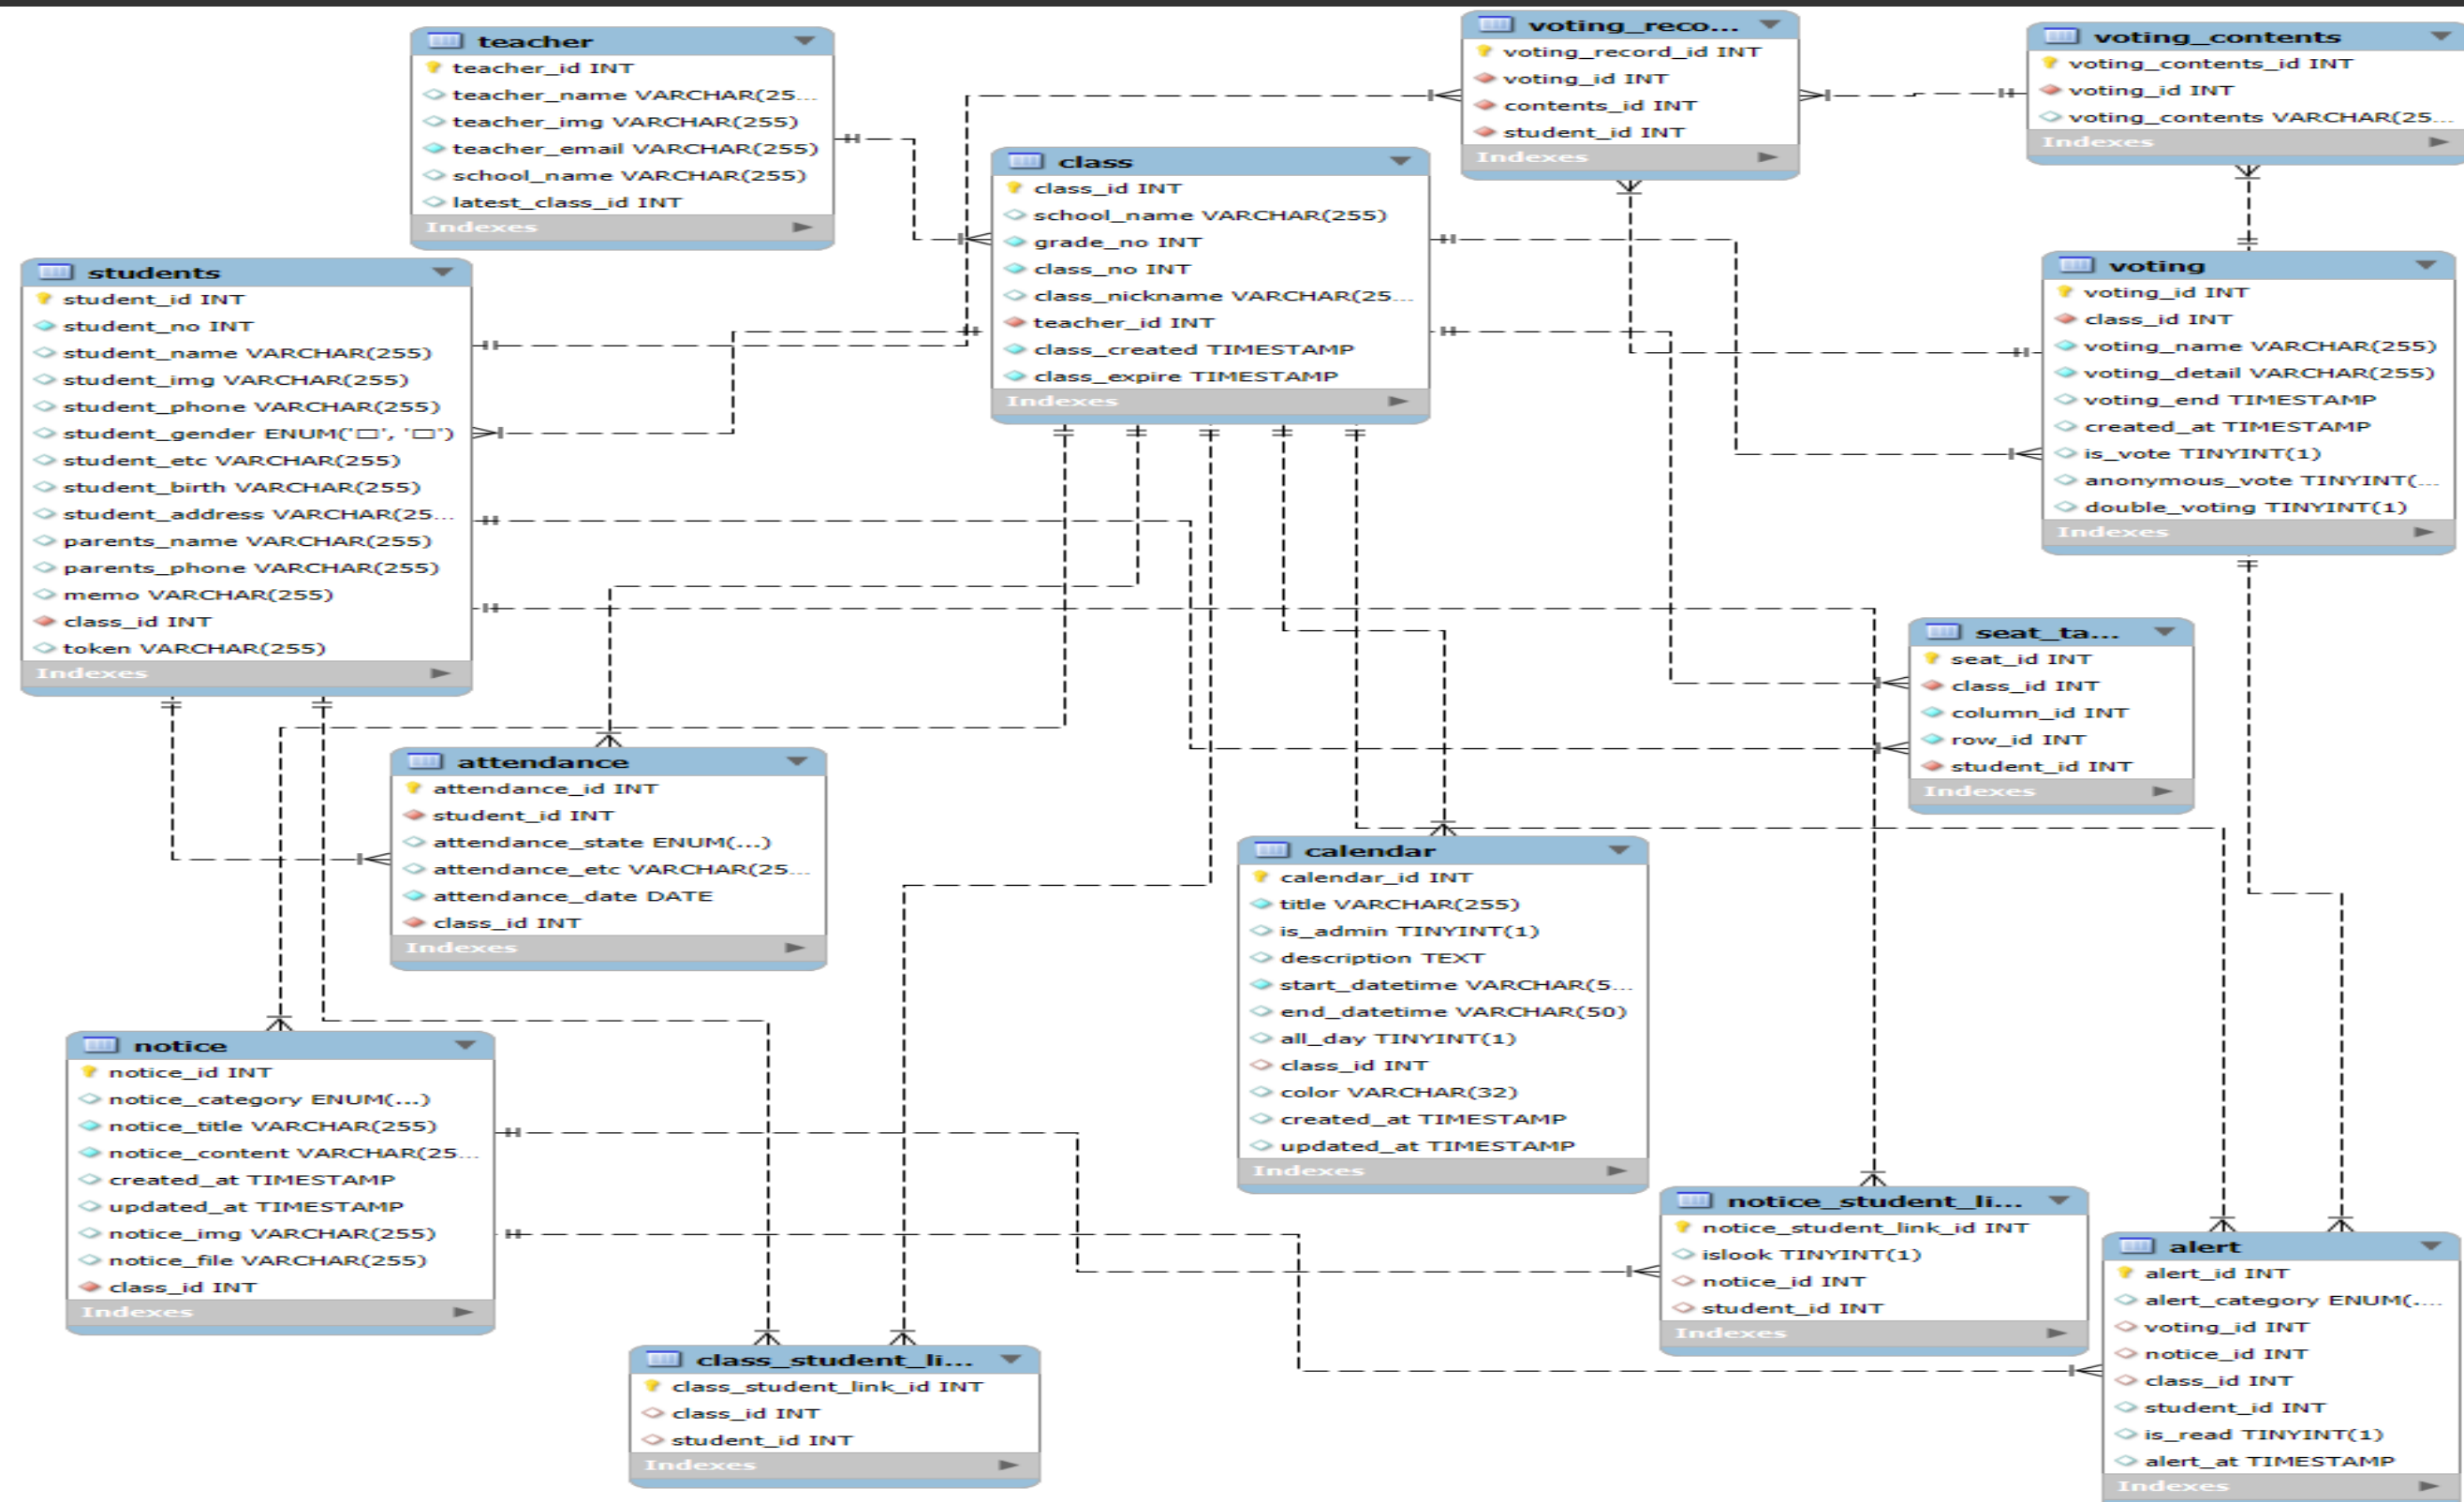 teacher
teacher_id INT
teacher_name VARCHAR(25...
teacher_img VARCHAR(255)
teacher_email VARCHAR(255)
school_name VARCHAR(255)
latest_class_id INT
Indexes
voting_reco...
voting_record_id INT
voting_id INT
contents_id INT
student_id INT
Indexes
voting_contents
voting_contents_id INT
voting_id INT
voting_contents VARCHAR(25...
Indexes
class
class_id INT
school_name VARCHAR(255)
grade_no INT
class_no INT
class_nickname VARCHAR(25...
teacher_id INT
class_created TIMESTAMP
class_expire TIMESTAMP
Indexes
students
student_id INT
student_no INT
student_name VARCHAR(255)
student_img VARCHAR(255)
student_phone VARCHAR(255)
student_gender ENUM('□', '□')
student_etc VARCHAR(255)
student_birth VARCHAR(255)
student_address VARCHAR(25...
parents_name VARCHAR(255)
parents_phone VARCHAR(255)
memo VARCHAR(255)
class_id INT
token VARCHAR(255)
Indexes
voting
voting_id INT
class_id INT
voting_name VARCHAR(255)
voting_detail VARCHAR(255)
voting_end TIMESTAMP
created_at TIMESTAMP
is_vote TINYINT(1)
anonymous_vote TINYINT(...
double_voting TINYINT(1)
Indexes
seat_ta...
seat_id INT
class_id INT
column_id INT
row_id INT
student_id INT
Indexes
attendance
attendance_id INT
student_id INT
attendance_state ENUM(...)
attendance_etc VARCHAR(25...
attendance_date DATE
class_id INT
Indexes
calendar
calendar_id INT
title VARCHAR(255)
is_admin TINYINT(1)
description TEXT
start_datetime VARCHAR(5...
end_datetime VARCHAR(50)
all_day TINYINT(1)
class_id INT
color VARCHAR(32)
created_at TIMESTAMP
updated_at TIMESTAMP
Indexes
notice
notice_id INT
notice_category ENUM(...)
notice_title VARCHAR(255)
notice_content VARCHAR(25...
created_at TIMESTAMP
updated_at TIMESTAMP
notice_img VARCHAR(255)
notice_file VARCHAR(255)
class_id INT
Indexes
notice_student_li...
notice_student_link_id INT
islook TINYINT(1)
notice_id INT
student_id INT
Indexes
alert
alert_id INT
alert_category ENUM(....
voting_id INT
notice_id INT
class_id INT
student_id INT
is_read TINYINT(1)
alert_at TIMESTAMP
Indexes
class_student_li...
class_student_link_id INT
class_id INT
student_id INT
Indexes